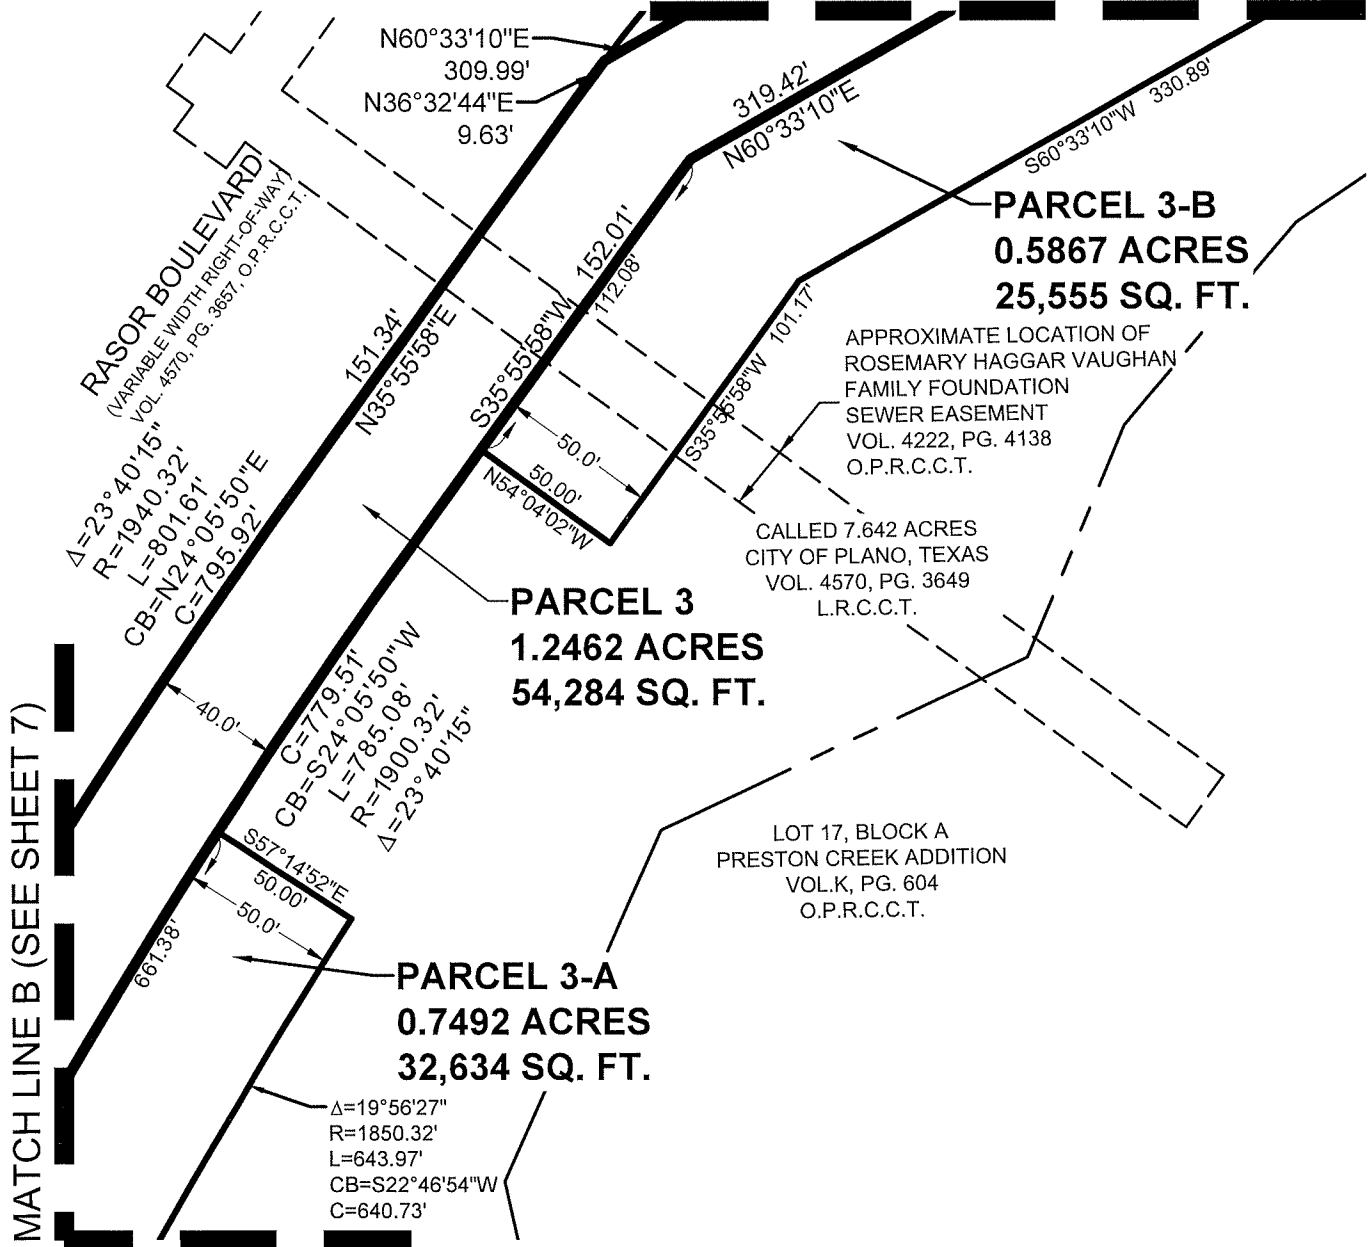 N60°33'10"E
309.99'
N36°32'44"E
9.63'
319.42'
N60°33'10"E
S60°33'10"W 330.89'
RASOR BOULEVARD
(VARIABLE WIDTH RIGHT-OF-WAY)
VOL. 4570, PG. 3657, O.P.R.C.C.T.
PARCEL 3-B
0.5867 ACRES
25,555 SQ. FT.
152.01'
S35°55'58"W
112.08'
151.34'
N35°55'58"E
S35°55'58"W 101.17'
APPROXIMATE LOCATION OF
ROSEMARY HAGGAR VAUGHAN
FAMILY FOUNDATION
SEWER EASEMENT
VOL. 4222, PG. 4138
O.P.R.C.C.T.
50.0'
50.00'
N54°04'02"W
Δ=23°40'15"
R=1940.32'
L=801.61'
CB=N24°05'50"E
C=795.92'
CALLED 7.642 ACRES
CITY OF PLANO, TEXAS
VOL. 4570, PG. 3649
L.R.C.C.T.
PARCEL 3
1.2462 ACRES
54,284 SQ. FT.
40.0'
C=779.51'
CB=S24°05'50"W
L=785.08'
R=1900.32'
Δ=23°40'15"
MATCH LINE B (SEE SHEET 7)
S57°14'52"E
50.00'
50.0'
661.38'
LOT 17, BLOCK A
PRESTON CREEK ADDITION
VOL.K, PG. 604
O.P.R.C.C.T.
PARCEL 3-A
0.7492 ACRES
32,634 SQ. FT.
Δ=19°56'27"
R=1850.32'
L=643.97'
CB=S22°46'54"W
C=640.73'